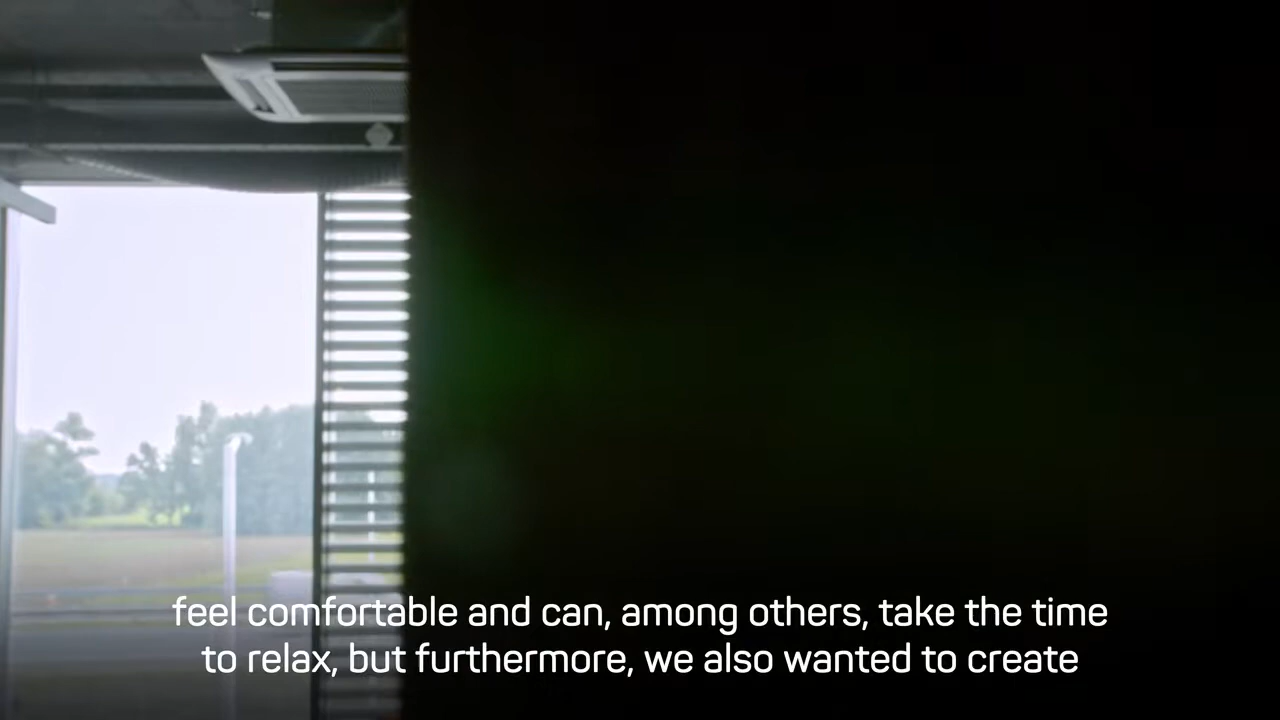 feel comfortable and can, among others, take the time
to relax, but furthermore, we also wanted to create